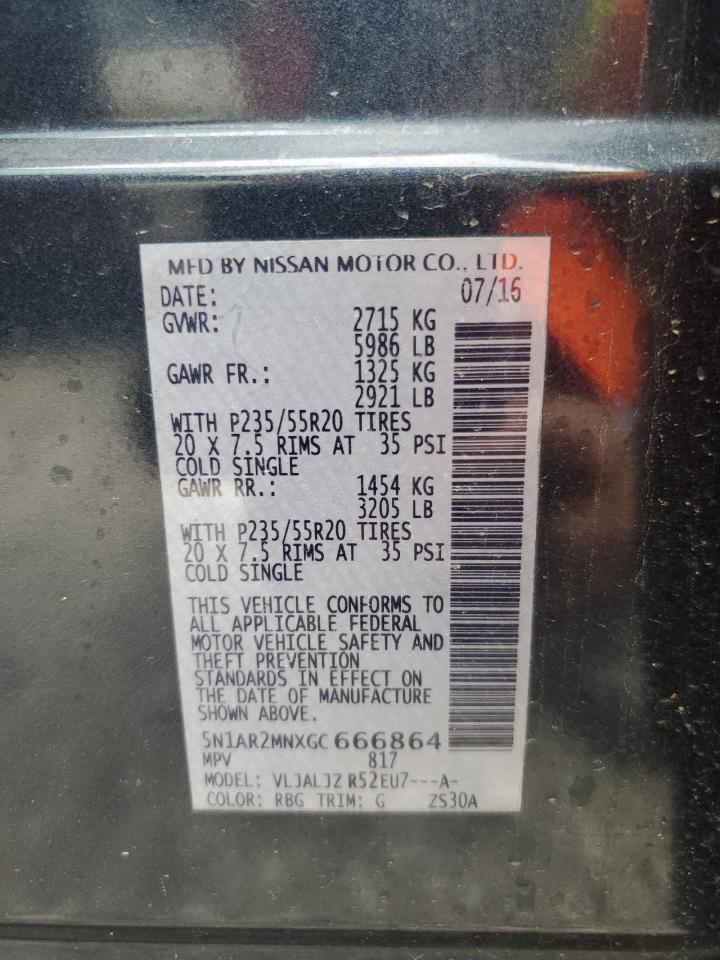 MFD BY NISSAN MOTOR CO., LTD.
DATE: 07/16
GVWR: 2715 KG
5986 LB
GAWR FR.: 1325 KG
2921 LB
WITH P235/55R20 TIRES
20 X 7.5 RIMS AT 35 PSI
COLD SINGLE
GAWR RR.: 1454 KG
3205 LB
WITH P235/55R20 TIRES
20 X 7.5 RIMS AT 35 PSI
COLD SINGLE
THIS VEHICLE CONFORMS TO
ALL APPLICABLE FEDERAL
MOTOR VEHICLE SAFETY AND
THEFT PREVENTION
STANDARDS IN EFFECT ON
THE DATE OF MANUFACTURE
SHOWN ABOVE.
5N1AR2MNXGC 666864
MPV 817
MODEL: VLJALJZ R52EU7---A-
COLOR: RBG TRIM: G ZS30A